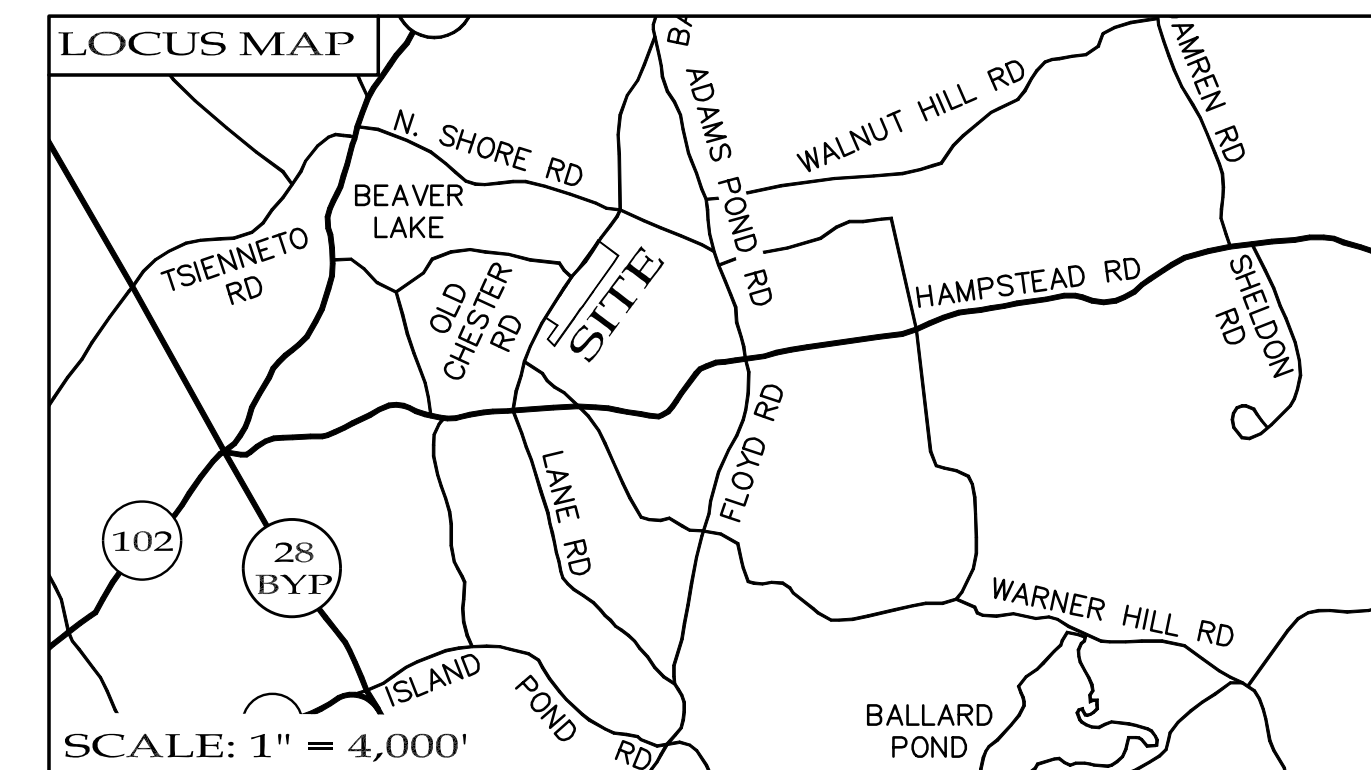 LOCUS MAP
BA
ADAMS POND RD
WALNUT HILL RD
AMREN RD
N. SHORE RD
BEAVER
LAKE
TSIENNETO
RD
OLD
CHESTER
RD
SITE
HAMPSTEAD RD
SHELDON
RD
FLOYD RD
LANE RD
102
28
BYP
WARNER HILL RD
ISLAND POND RD
BALLARD
POND
SCALE: 1" = 4,000'